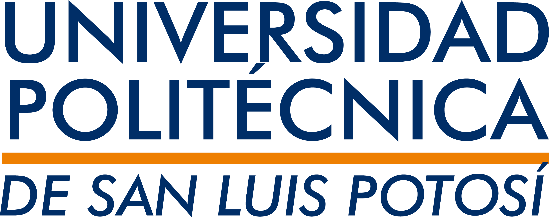 UNIVERSIDAD
POLITÉCNICA
DE SAN LUIS POTOSÍ